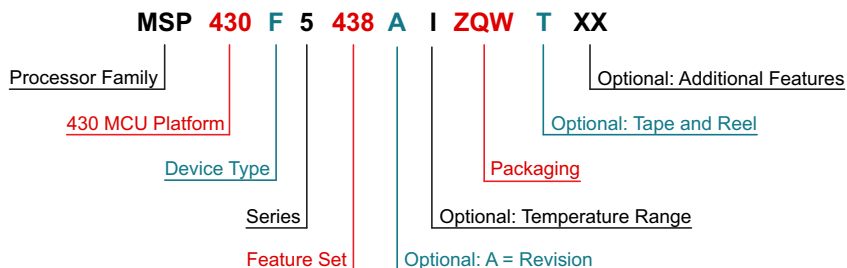 MSP 430 F 5 438 A I ZQW T XX
Processor Family
Optional: Additional Features
430 MCU Platform
Optional: Tape and Reel
Device Type
Packaging
Series
Optional: Temperature Range
Feature Set
Optional: A = Revision